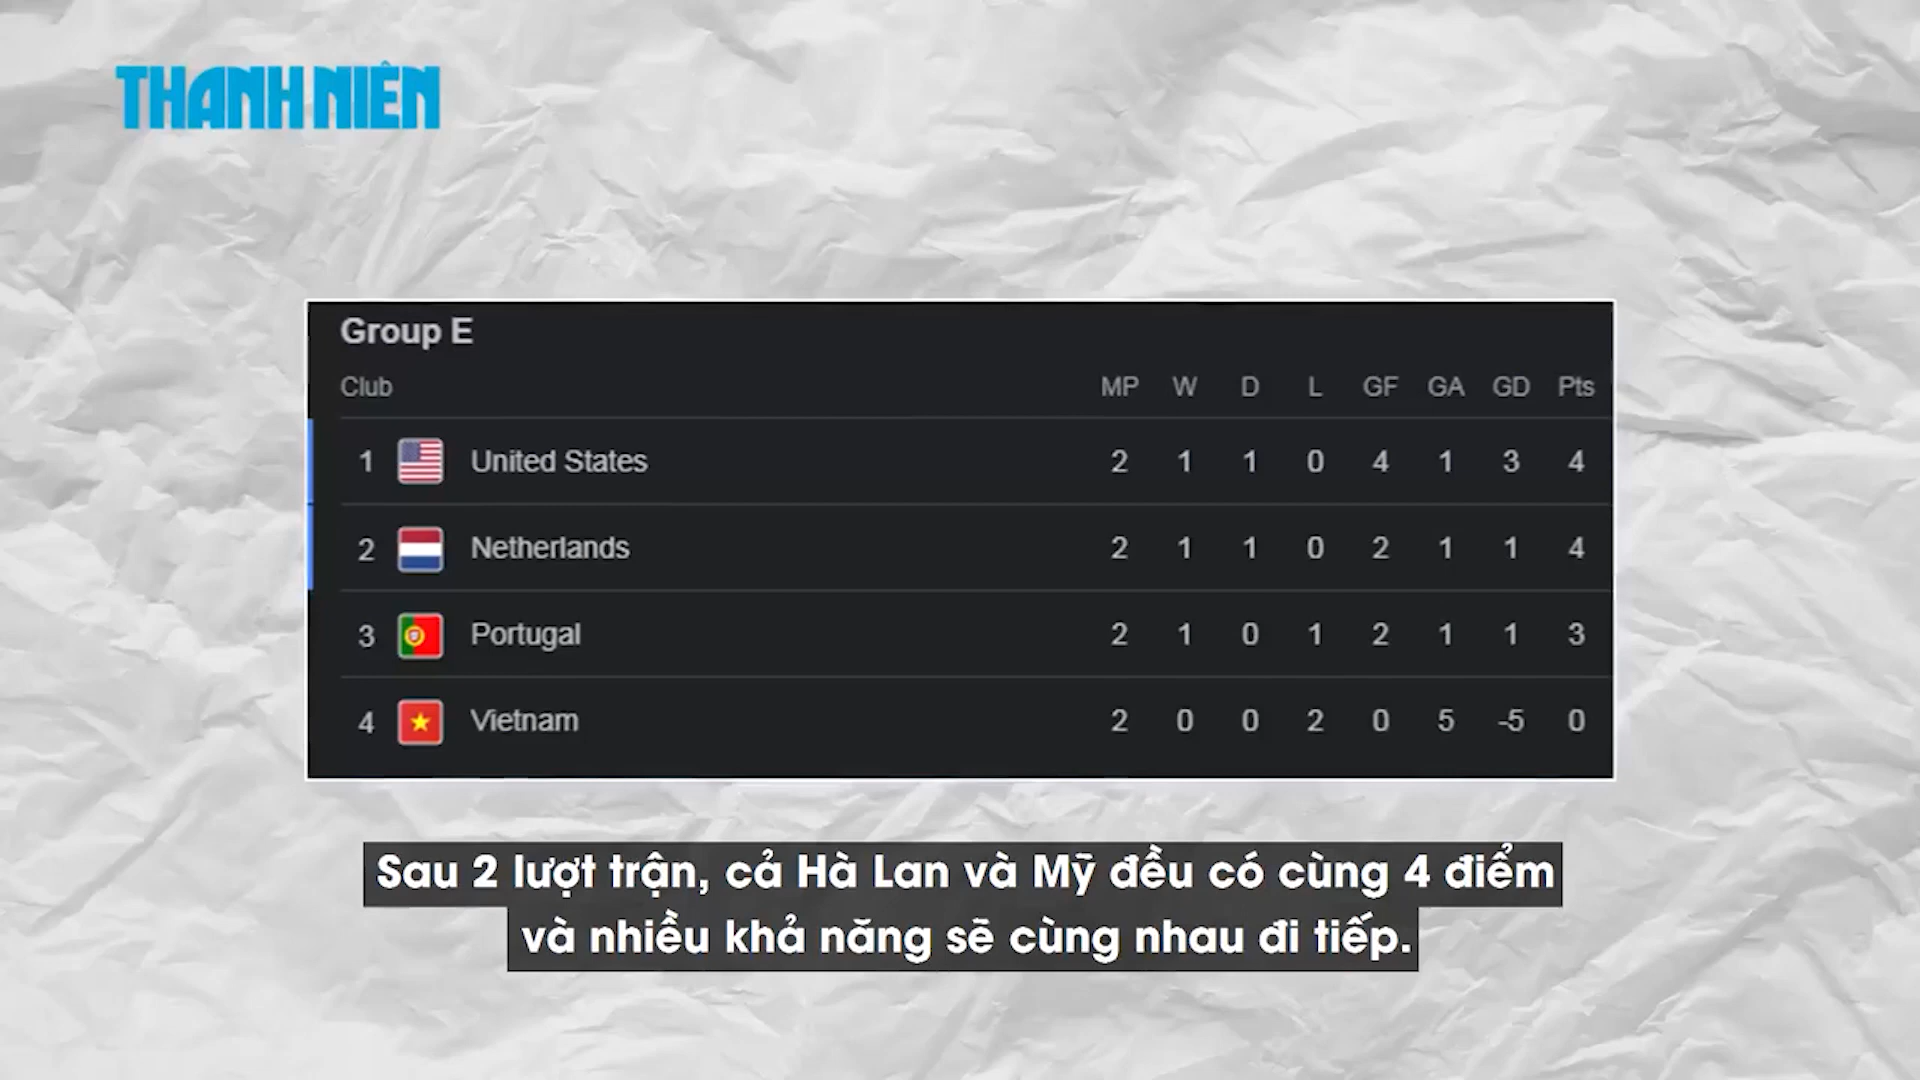 THANH NIÊN
Group E
Club MP W D L GF GA GD Pts
1 United States 2 1 1 0 4 1 3 4
2 Netherlands 2 1 1 0 2 1 1 4
3 Portugal 2 1 0 1 2 1 1 3
4 Vietnam 2 0 0 2 0 5 -5 0
Sau 2 lượt trận, cả Hà Lan và Mỹ đều có cùng 4 điểm
và nhiều khả năng sẽ cùng nhau đi tiếp.